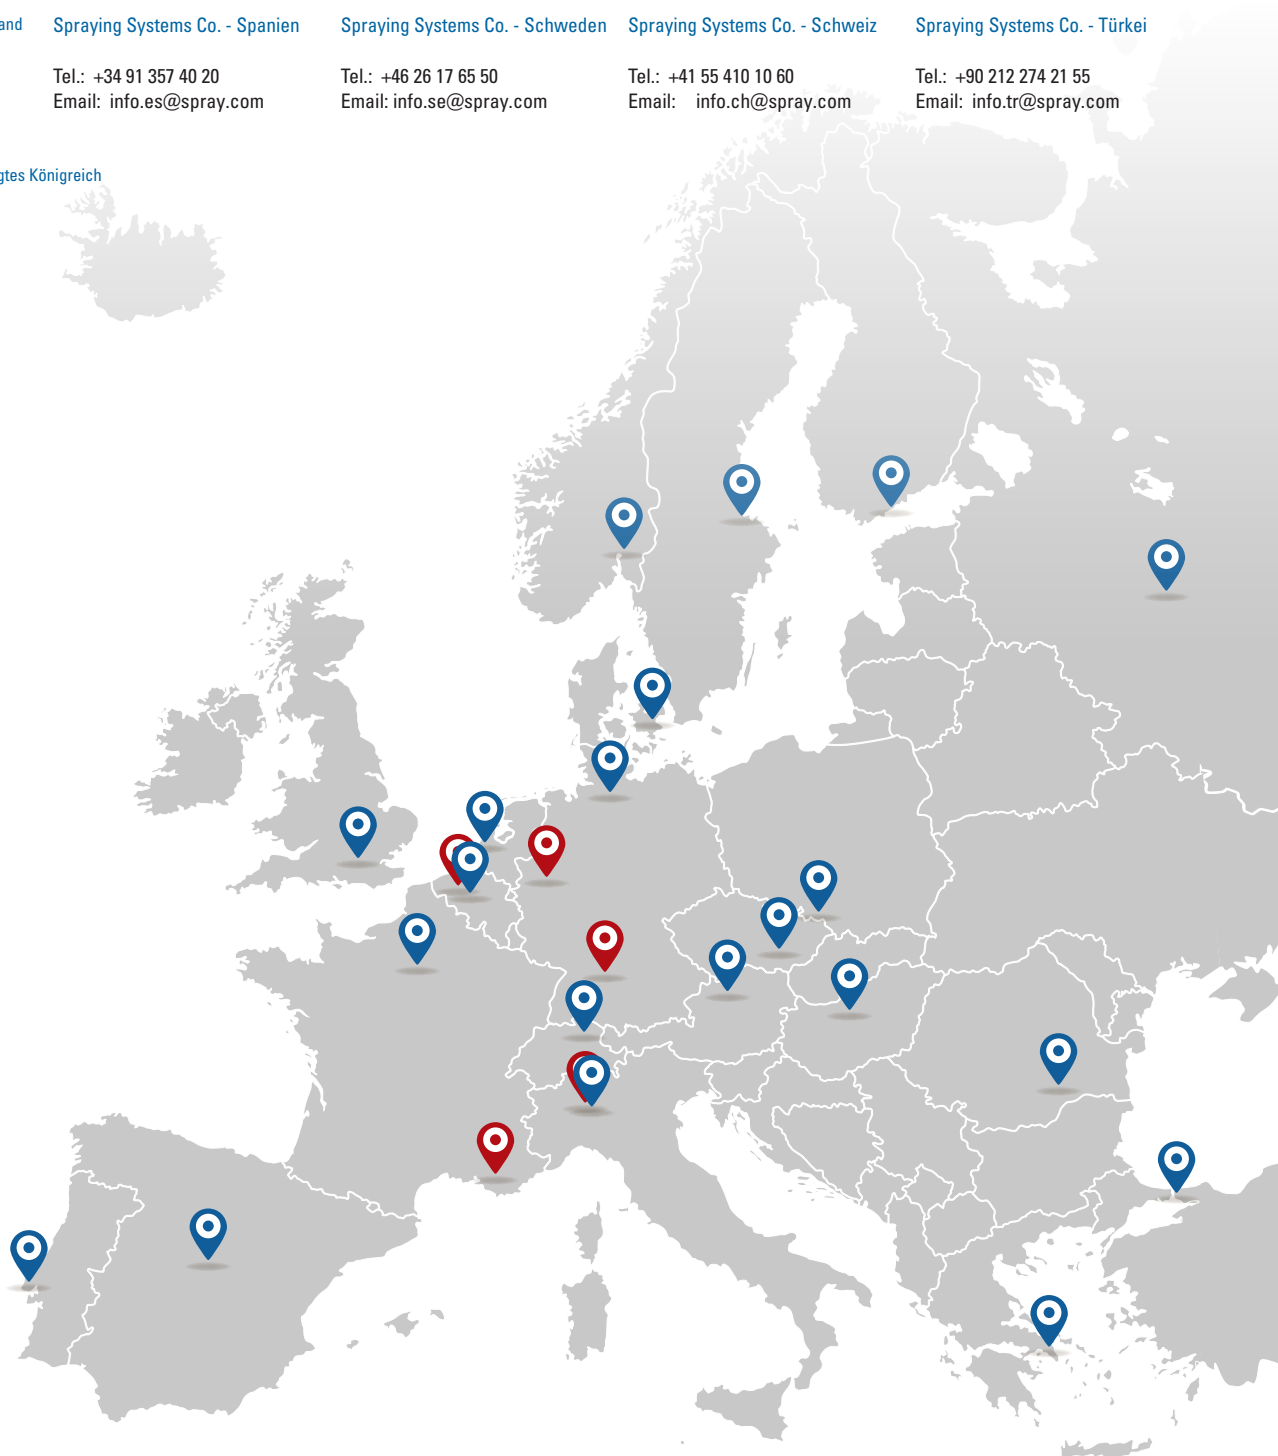 and
Spraying Systems Co. - Spanien
Tel.: +34 91 357 40 20
Email: info.es@spray.com
Spraying Systems Co. - Schweden
Tel.: +46 26 17 65 50
Email: info.se@spray.com
Spraying Systems Co. - Schweiz
Tel.: +41 55 410 10 60
Email: info.ch@spray.com
Spraying Systems Co. - Türkei
Tel.: +90 212 274 21 55
Email: info.tr@spray.com
gtes Königreich